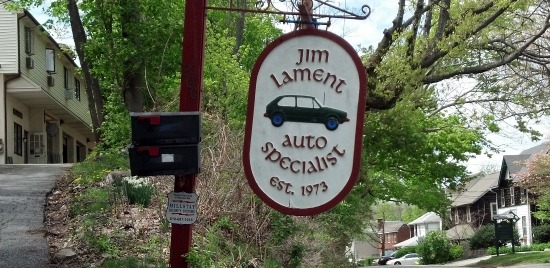 Jim
Lament
Auto
Specialist
Est. 1973